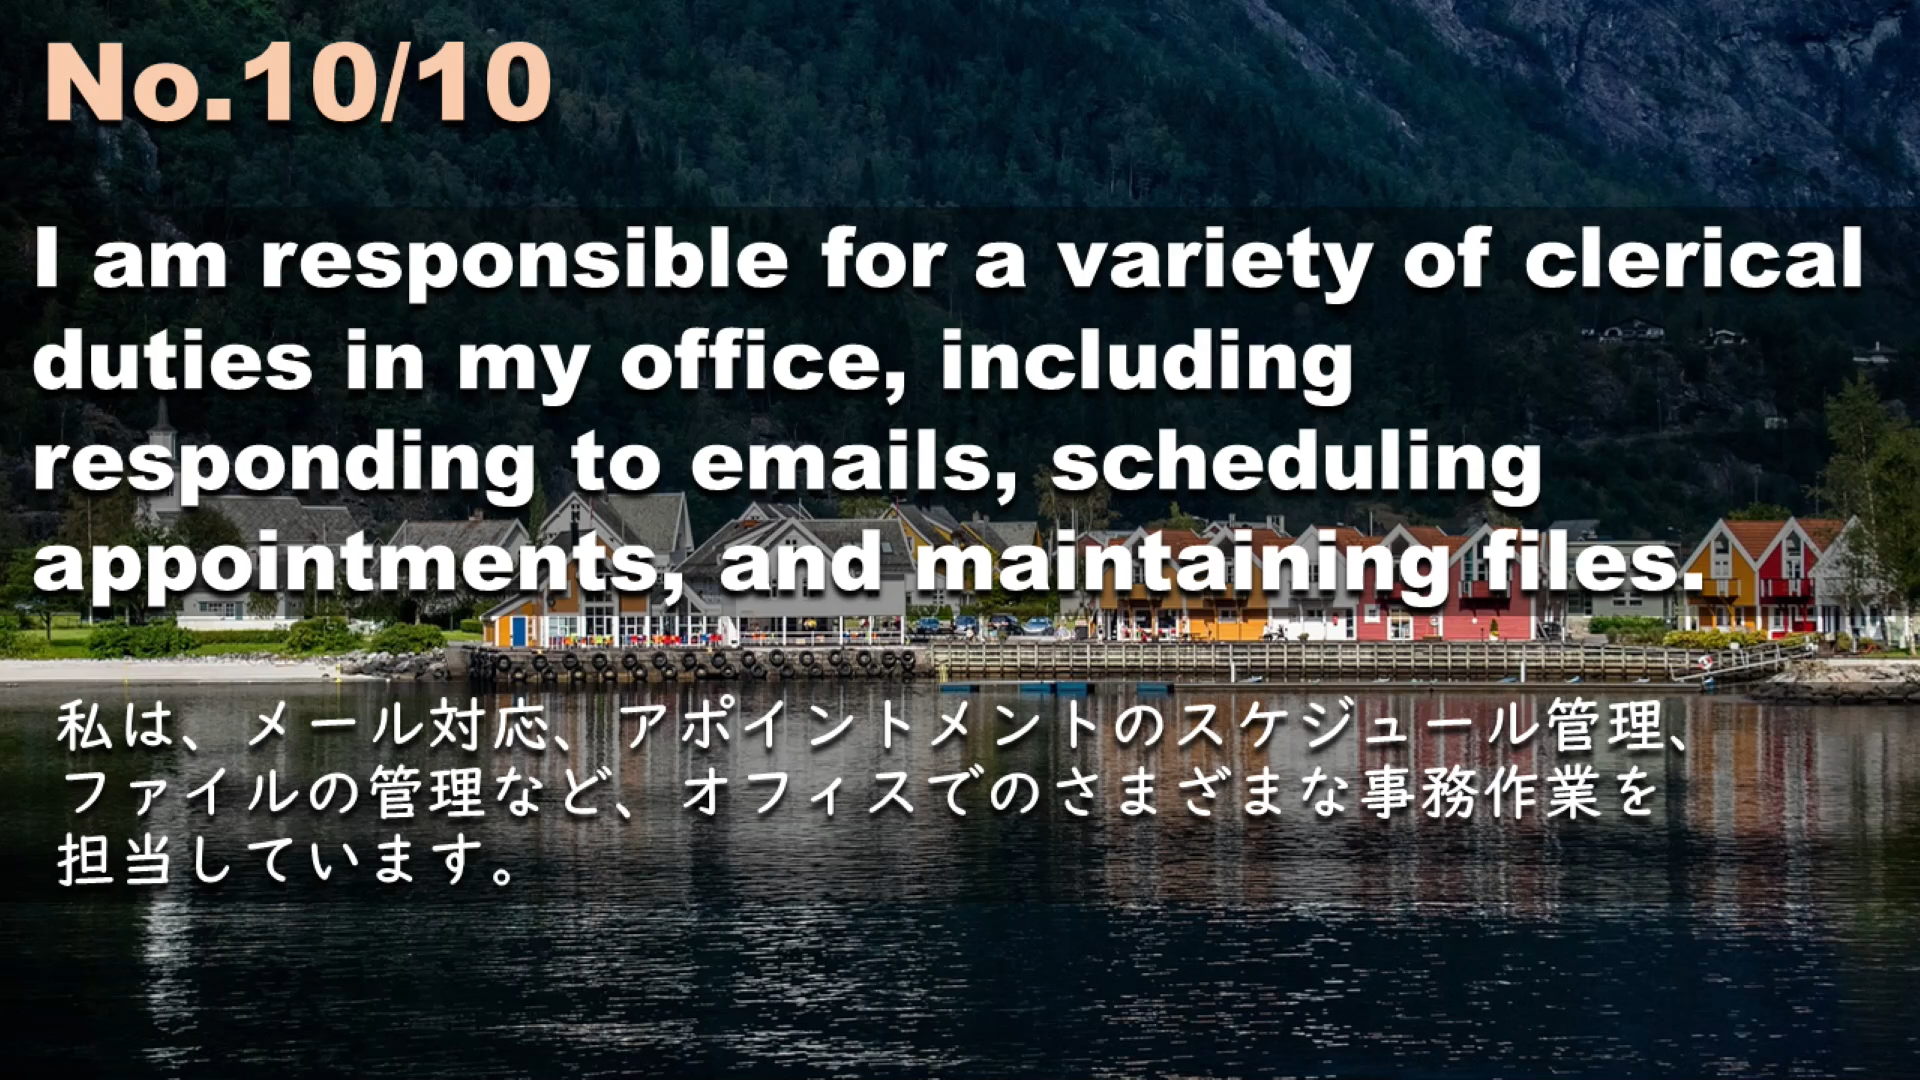 No.10/10
I am responsible for a variety of clerical
duties in my office, including
responding to emails, scheduling
appointments, and maintaining files.
私は、メール対応、アポイントメントのスケジュール管理、
ファイルの管理など、オフィスでのさまざまな事務作業を
担当しています。